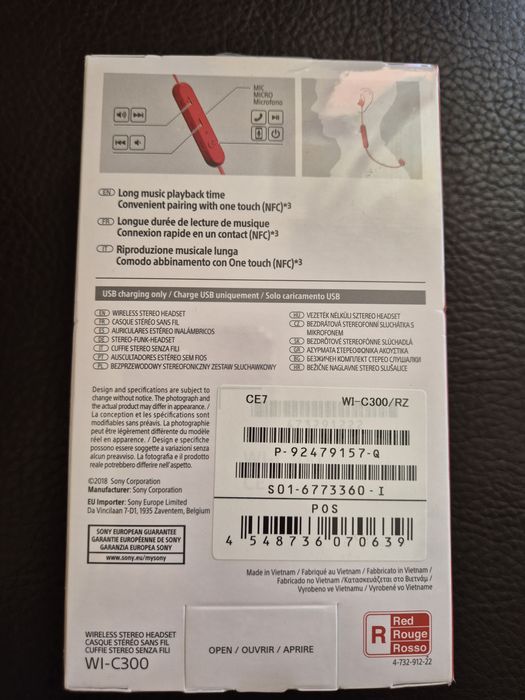 MIC
MICRO
Microfono
(EN) Long music playback time
Convenient pairing with one touch (NFC)*3
(FR) Longue durée de lecture de musique
Connexion rapide en un contact (NFC)*3
(IT) Riproduzione musicale lunga
Comodo abbinamento con One touch (NFC)*3
USB charging only / Charge USB uniquement / Solo caricamento USB
(EN) WIRELESS STEREO HEADSET
(FR) CASQUE STÉRÉO SANS FIL
(ES) AURICULARES ESTÉREO INALÁMBRICOS
(DE) STEREO-FUNK-HEADSET
(IT) CUFFIE STEREO SENZA FILI
(PT) AUSCULTADORES ESTÉREO SEM FIOS
(PL) BEZPRZEWODOWY STEREOFONICZNY ZESTAW SŁUCHAWKOWY
(HU) VEZETÉK NÉLKÜLI SZTEREO HEADSET
(CZ) BEZDRÁTOVÁ STEREOFONNÍ SLUCHÁTKA S
MIKROFONEM
(SK) BEZDRÔTOVÉ STEREOFÓNNE SLÚCHADLÁ
(GR) ΑΣΥΡΜΑΤΑ ΣΤΕΡΕΟΦΩΝΙΚΑ ΑΚΟΥΣΤΙΚΑ
(BG) БЕЗЖИЧЕН КОМПЛЕКТ СТЕРЕО СЛУШАЛКИ
(HR) BEŽIČNE NAGLAVNE STEREO SLUŠALICE
Design and specifications are subject to
change without notice. The photograph and
the actual product may differ in appearance. /
La conception et les spécifications sont
modifiables sans préavis. La photographie
peut être légèrement différente du modèle
réel en apparence. / Design e specifiche
possono essere soggette a variazioni senza
alcun preavviso. La fotografia e il prodotto
reale potrebbero differire nell'aspetto.
©2018 Sony Corporation
Manufacturer: Sony Corporation
EU Importer: Sony Europe Limited
Da Vincilaan 7-D1, 1935 Zaventem, Belgium
SONY EUROPEAN GUARANTEE
GARANTIE EUROPÉENNE DE SONY
GARANZIA EUROPEA SONY
www.sony.eu/mysony
CE7 WI-C300/RZ
P-92479157-Q
S01-6773360-I
POS
4 548736 070639
Made in Vietnam / Fabriqué au Vietnam / Fabbricato in Vietnam /
Fabricado no Vietnam / Κατασκευάζεται στο Βιετνάμ /
Vyrobeno ve Vietnamu / Vyrobené vo Vietname
WIRELESS STEREO HEADSET
CASQUE STÉRÉO SANS FIL
CUFFIE STEREO SENZA FILI
WI-C300
OPEN / OUVRIR / APRIRE
R
Red
Rouge
Rosso
4-732-912-22